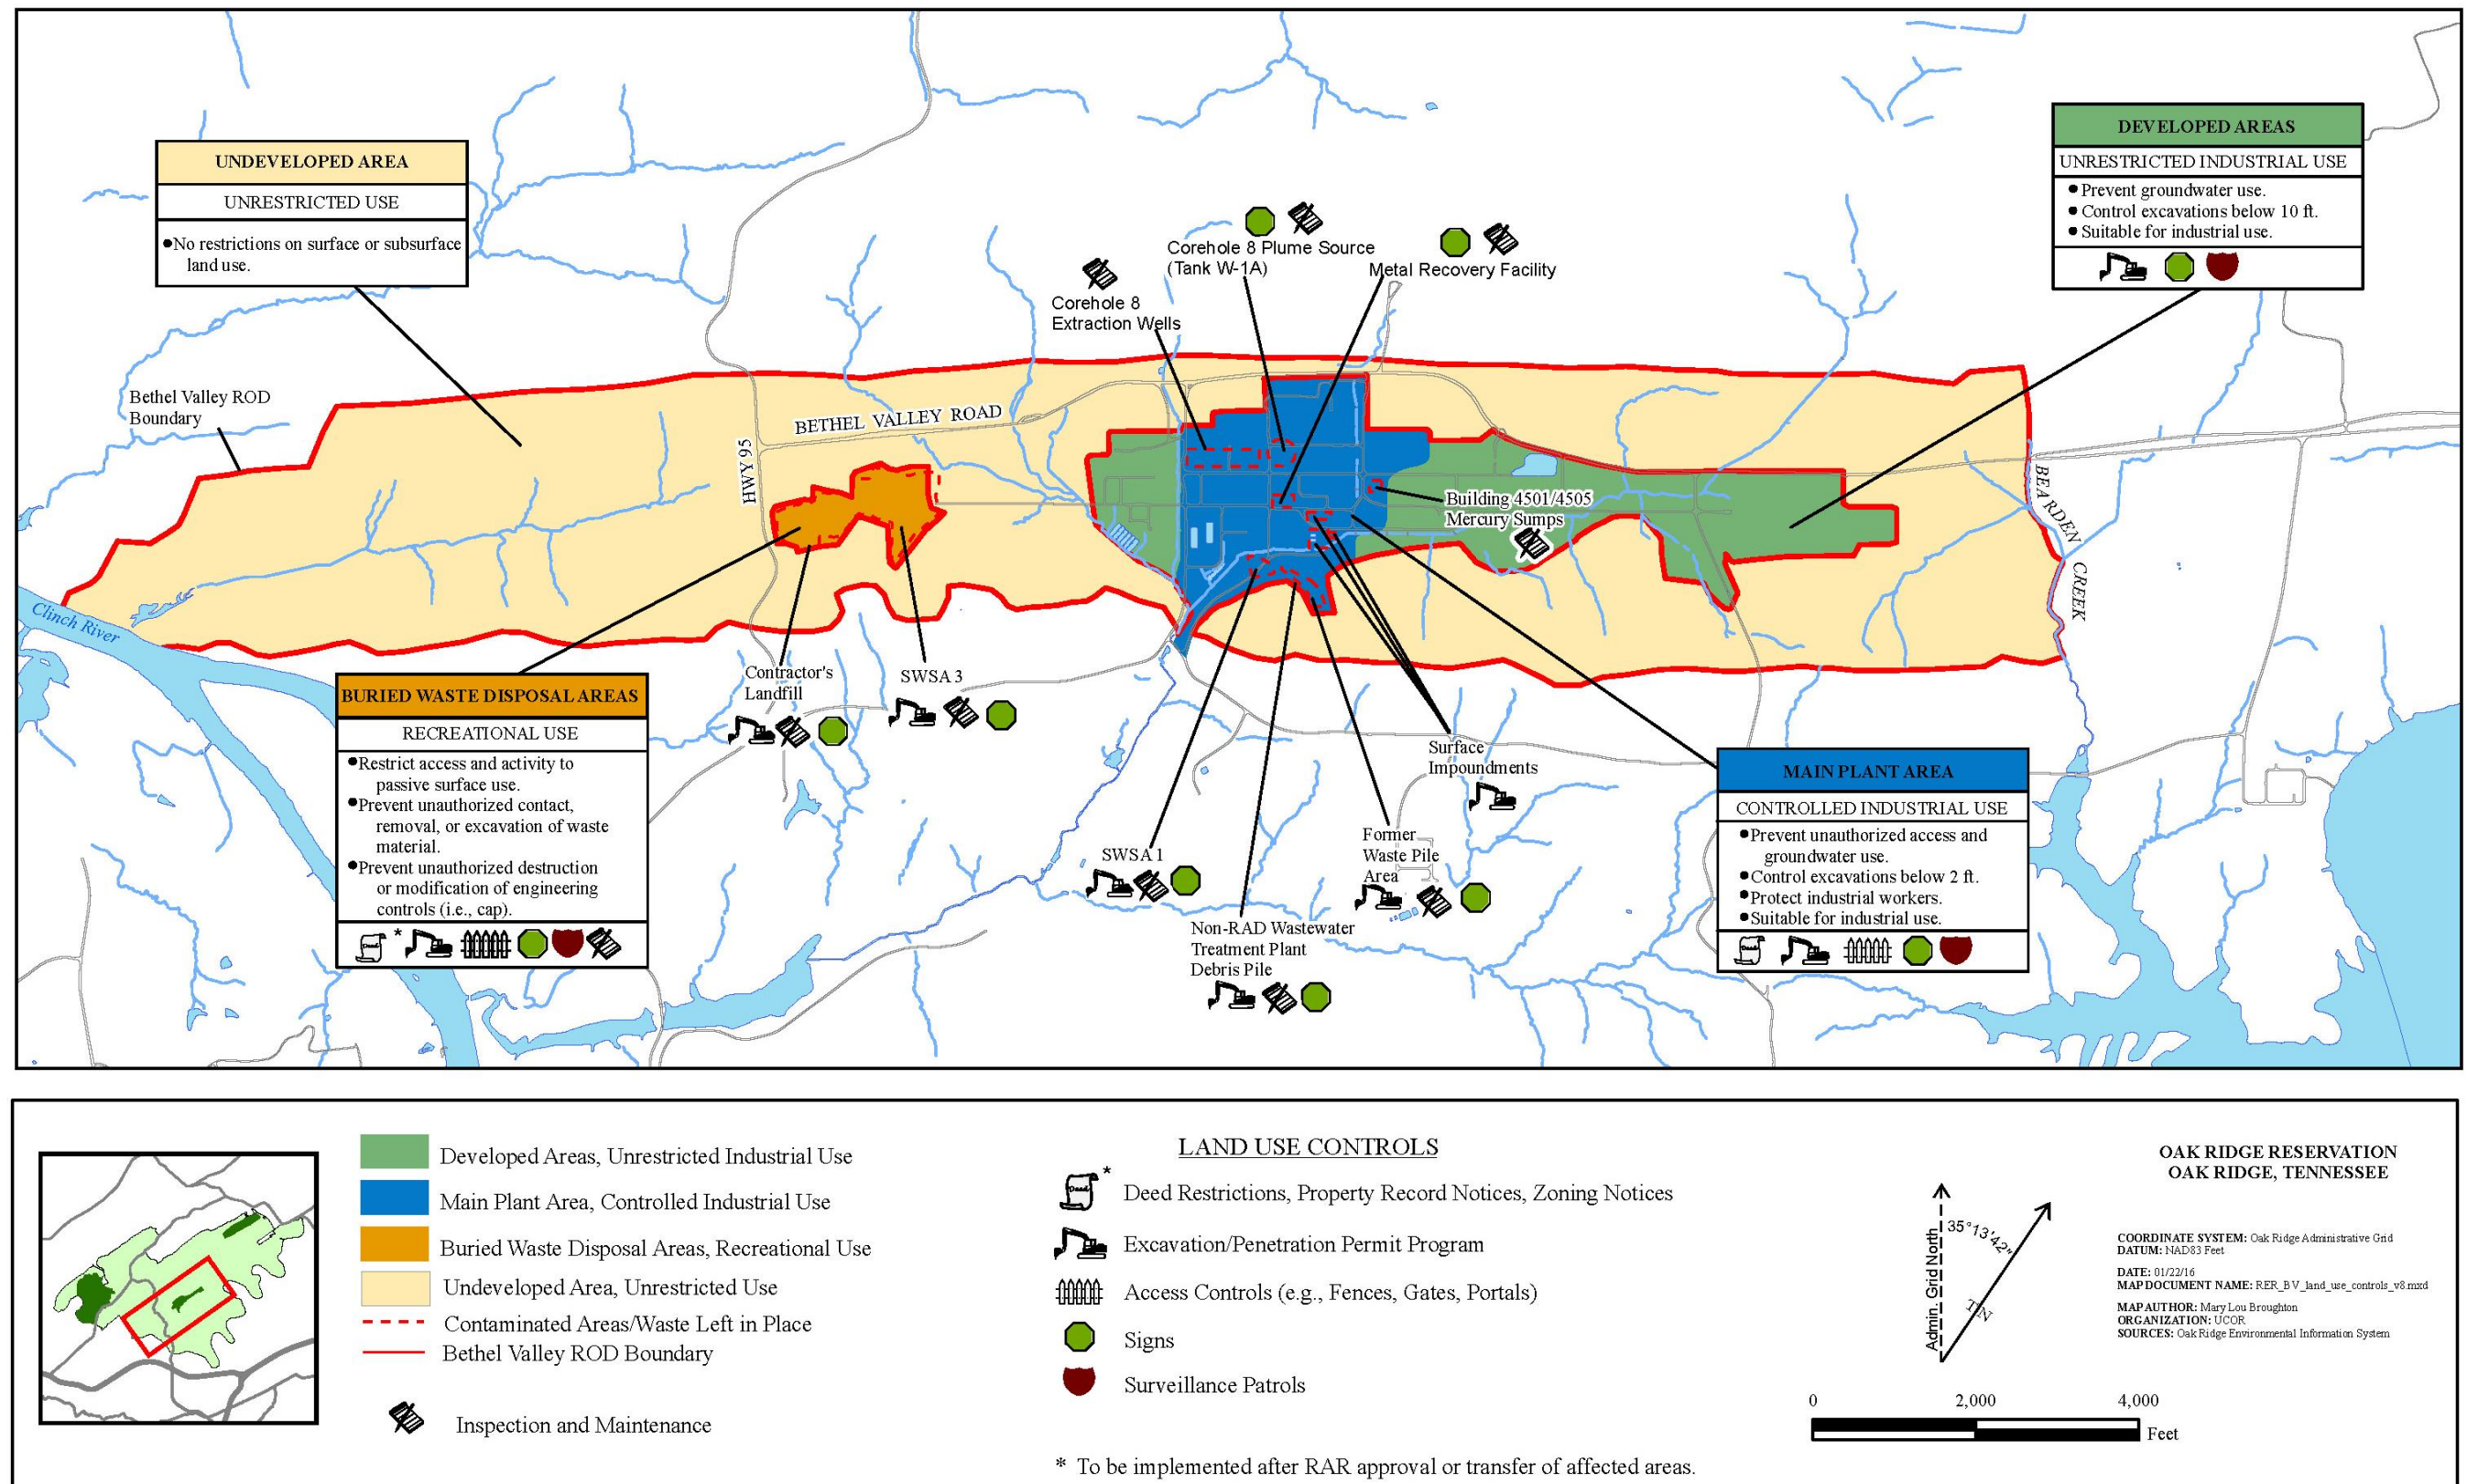 UNDEVELOPED AREA
UNRESTRICTED USE
●No restrictions on surface or subsurface
land use.
DEVELOPED AREAS
UNRESTRICTED INDUSTRIAL USE
● Prevent groundwater use.
● Control excavations below 10 ft.
● Suitable for industrial use.
Corehole 8 Plume Source
(Tank W-1A)
Metal Recovery Facility
Corehole 8
Extraction Wells
Bethel Valley ROD
Boundary
BETHEL VALLEY ROAD
HWY 95
Building 4501/4505
Mercury Sumps
BEARDEN
CREEK
Clinch River
Contractor's
Landfill
SWSA 3
BURIED WASTE DISPOSAL AREAS
RECREATIONAL USE
●Restrict access and activity to
passive surface use.
●Prevent unauthorized contact,
removal, or excavation of waste
material.
●Prevent unauthorized destruction
or modification of engineering
controls (i.e., cap).
Deed *
Surface
Impoundments
MAIN PLANT AREA
CONTROLLED INDUSTRIAL USE
●Prevent unauthorized access and
groundwater use.
●Control excavations below 2 ft.
●Protect industrial workers.
●Suitable for industrial use.
Deed
Former
Waste Pile
Area
SWSA 1
Non-RAD Wastewater
Treatment Plant
Debris Pile
Developed Areas, Unrestricted Industrial Use
Main Plant Area, Controlled Industrial Use
Buried Waste Disposal Areas, Recreational Use
Undeveloped Area, Unrestricted Use
Contaminated Areas/Waste Left in Place
Bethel Valley ROD Boundary
Inspection and Maintenance
LAND USE CONTROLS
Deed * Deed Restrictions, Property Record Notices, Zoning Notices
Excavation/Penetration Permit Program
Access Controls (e.g., Fences, Gates, Portals)
Signs
Surveillance Patrols
* To be implemented after RAR approval or transfer of affected areas.
Admin. Grid North
35°13'42"
TN
OAK RIDGE RESERVATION
OAK RIDGE, TENNESSEE
COORDINATE SYSTEM: Oak Ridge Administrative Grid
DATUM: NAD83 Feet
DATE: 01/22/16
MAP DOCUMENT NAME: RER_BV_land_use_controls_v8.mxd
MAP AUTHOR: Mary Lou Broughton
ORGANIZATION: UCOR
SOURCES: Oak Ridge Environmental Information System
0 2,000 4,000
Feet